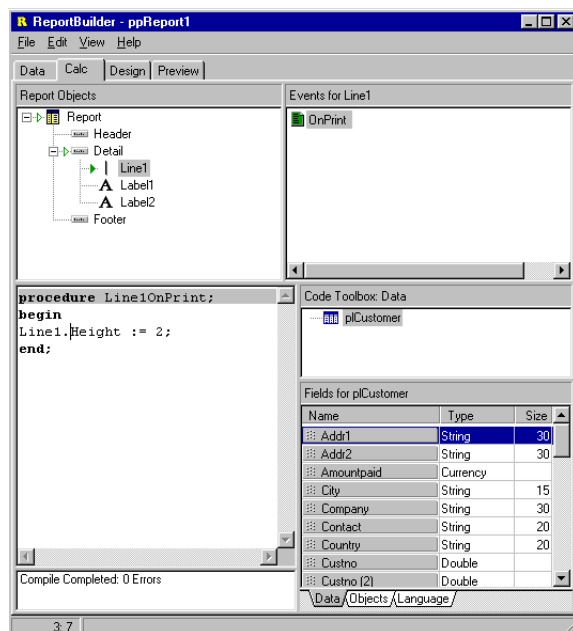 ReportBuilder - ppReport1
File Edit View Help
Data Calc Design Preview
Report Objects
Report
Header
Detail
Line1
A Label1
A Label2
Footer
Events for Line1
OnPrint
procedure Line1OnPrint;
begin
Line1.Height := 2;
end;
Compile Completed: 0 Errors
Code Toolbox: Data
plCustomer
Fields for plCustomer
Name Type Size
Addr1 String 30
Addr2 String 30
Amountpaid Currency
City String 15
Company String 30
Contact String 20
Country String 20
Custno Double
Custno (2) Double
Data Objects Language
3: 7